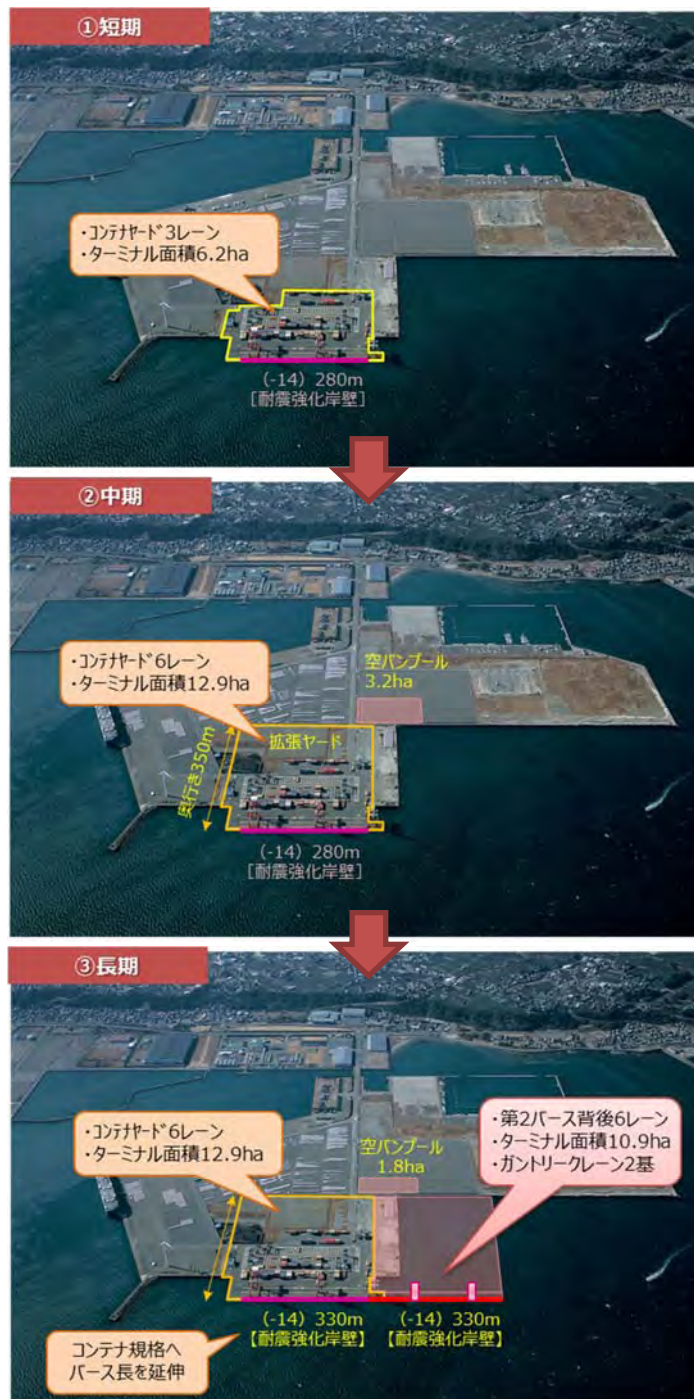 ①短期
・コンテナヤード3レーン
・ターミナル面積6.2ha
(-14) 280m
[耐震強化岸壁]
②中期
・コンテナヤード6レーン
・ターミナル面積12.9ha
空バンプール
3.2ha
拡張ヤード
奥行き350m
(-14) 280m
[耐震強化岸壁]
③長期
・コンテナヤード6レーン
・ターミナル面積12.9ha
空バンプール
1.8ha
・第2バース背後6レーン
・ターミナル面積10.9ha
・ガントリークレーン2基
(-14) 330m
【耐震強化岸壁】
(-14) 330m
【耐震強化岸壁】
コンテナ規格へ
バース長を延伸